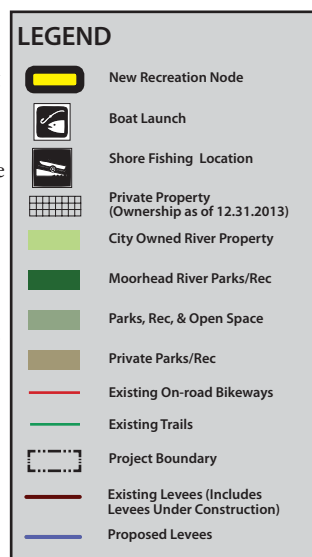 LEGEND
New Recreation Node
Boat Launch
Shore Fishing Location
Private Property
(Ownership as of 12.31.2013)
City Owned River Property
Moorhead River Parks/Rec
Parks, Rec, & Open Space
Private Parks/Rec
Existing On-road Bikeways
Existing Trails
Project Boundary
Existing Levees (Includes
Levees Under Construction)
Proposed Levees